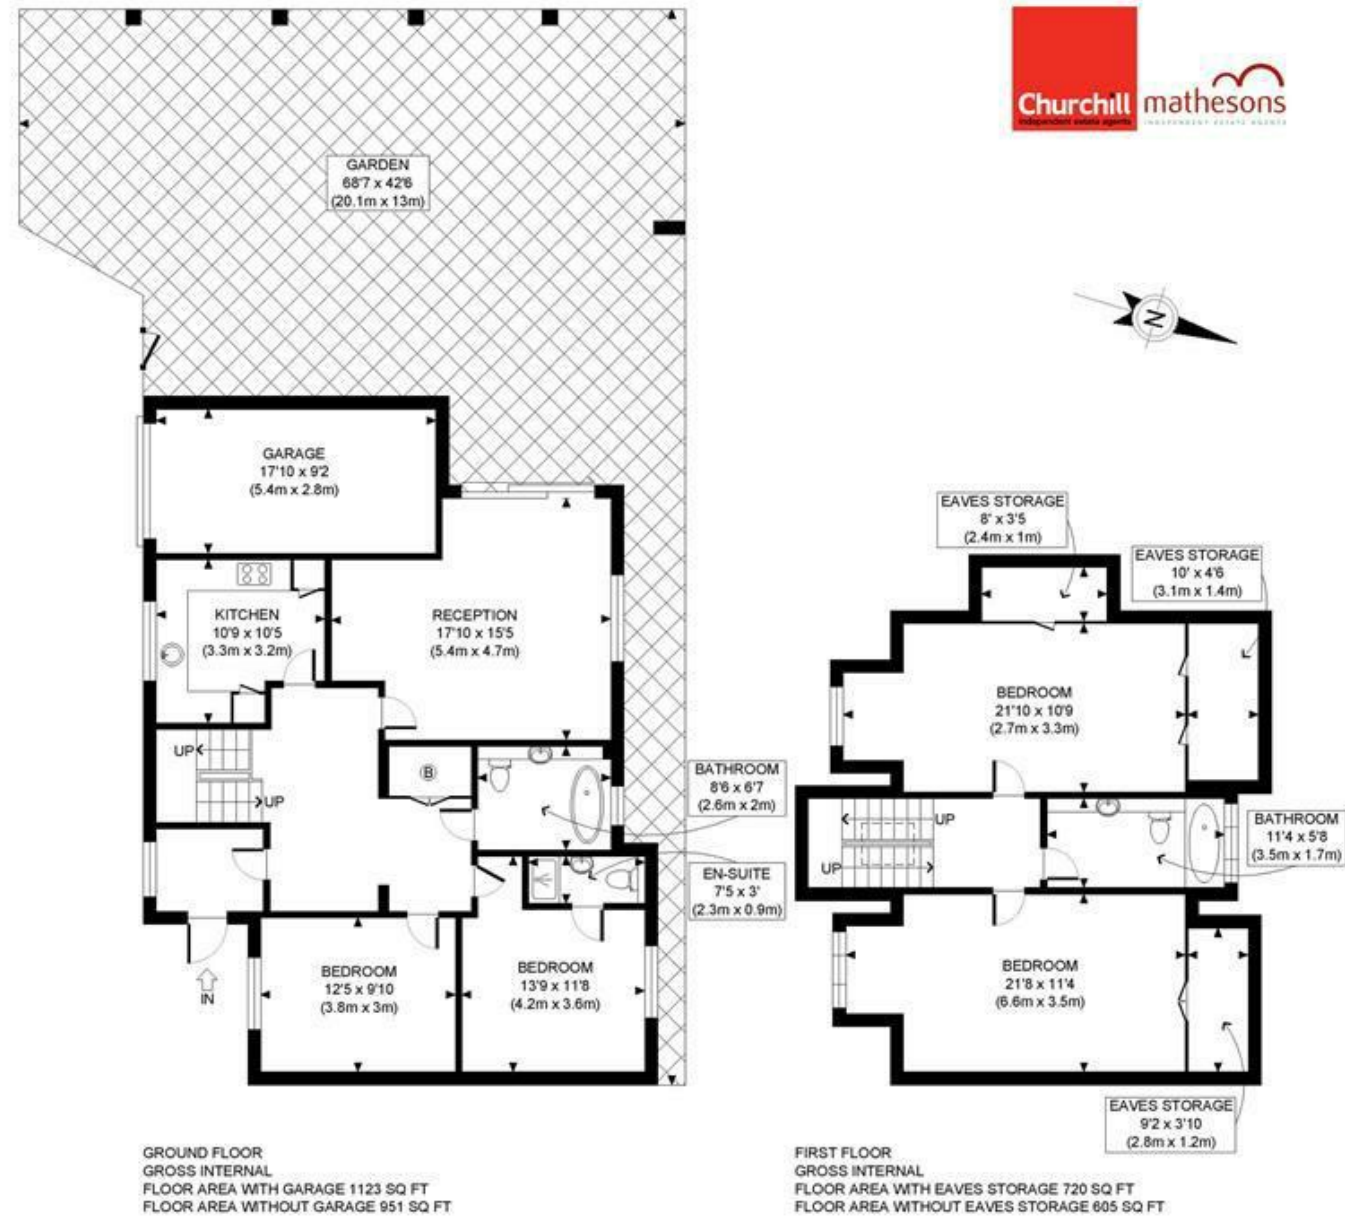 Churchill
independent estate agents
mathesons
INDEPENDENT ESTATE AGENTS
GARDEN
68'7 x 42'6
(20.1m x 13m)
N
GARAGE
17'10 x 9'2
(5.4m x 2.8m)
KITCHEN
10'9 x 10'5
(3.3m x 3.2m)
RECEPTION
17'10 x 15'5
(5.4m x 4.7m)
UP
UP
B
BATHROOM
8'6 x 6'7
(2.6m x 2m)
EN-SUITE
7'5 x 3'
(2.3m x 0.9m)
IN
BEDROOM
12'5 x 9'10
(3.8m x 3m)
BEDROOM
13'9 x 11'8
(4.2m x 3.6m)
GROUND FLOOR
GROSS INTERNAL
FLOOR AREA WITH GARAGE 1123 SQ FT
FLOOR AREA WITHOUT GARAGE 951 SQ FT
EAVES STORAGE
8' x 3'5
(2.4m x 1m)
EAVES STORAGE
10' x 4'6
(3.1m x 1.4m)
BEDROOM
21'10 x 10'9
(2.7m x 3.3m)
UP
UP
BATHROOM
11'4 x 5'8
(3.5m x 1.7m)
BEDROOM
21'8 x 11'4
(6.6m x 3.5m)
EAVES STORAGE
9'2 x 3'10
(2.8m x 1.2m)
FIRST FLOOR
GROSS INTERNAL
FLOOR AREA WITH EAVES STORAGE 720 SQ FT
FLOOR AREA WITHOUT EAVES STORAGE 605 SQ FT